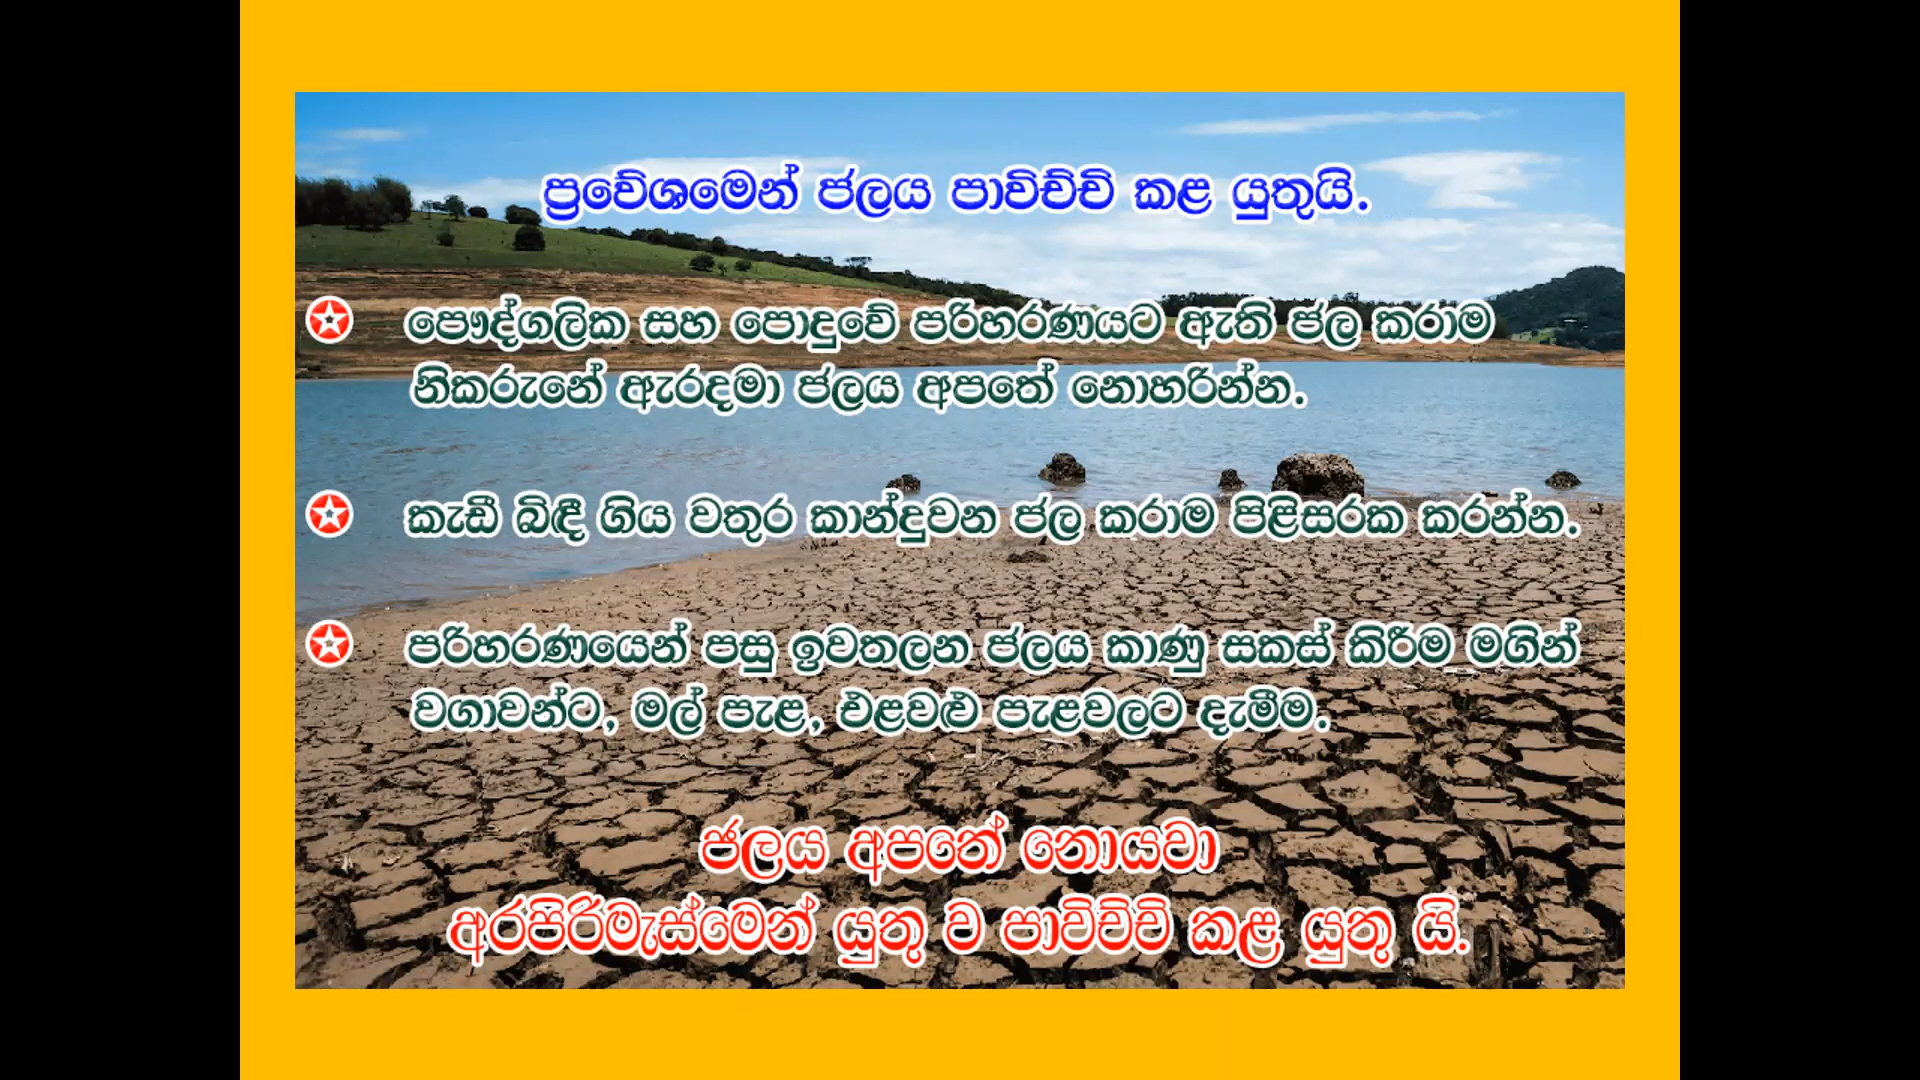 ප්‍රවේශමෙන් ජලය පාවිච්චි කළ යුතුයි.
පෞද්ගලික සහ පොදුවේ පරිහරණයට ඇති ජල කරාම
නිකරුනේ ඇරදමා ජලය අපතේ නොහරින්න.
කැඩී බිඳී ගිය වතුර කාන්දුවන ජල කරාම පිළිසරක කරන්න.
පරිහරණයෙන් පසු ඉවතලන ජලය කාණු සකස් කිරීම මගින්
වගාවන්ට, මල් පැළ, එළවළු පැළවලට දැමීම.
ජලය අපතේ නොයවා
අරපිරිමැස්මෙන් යුතු ව පාවිච්චි කළ යුතු යි.